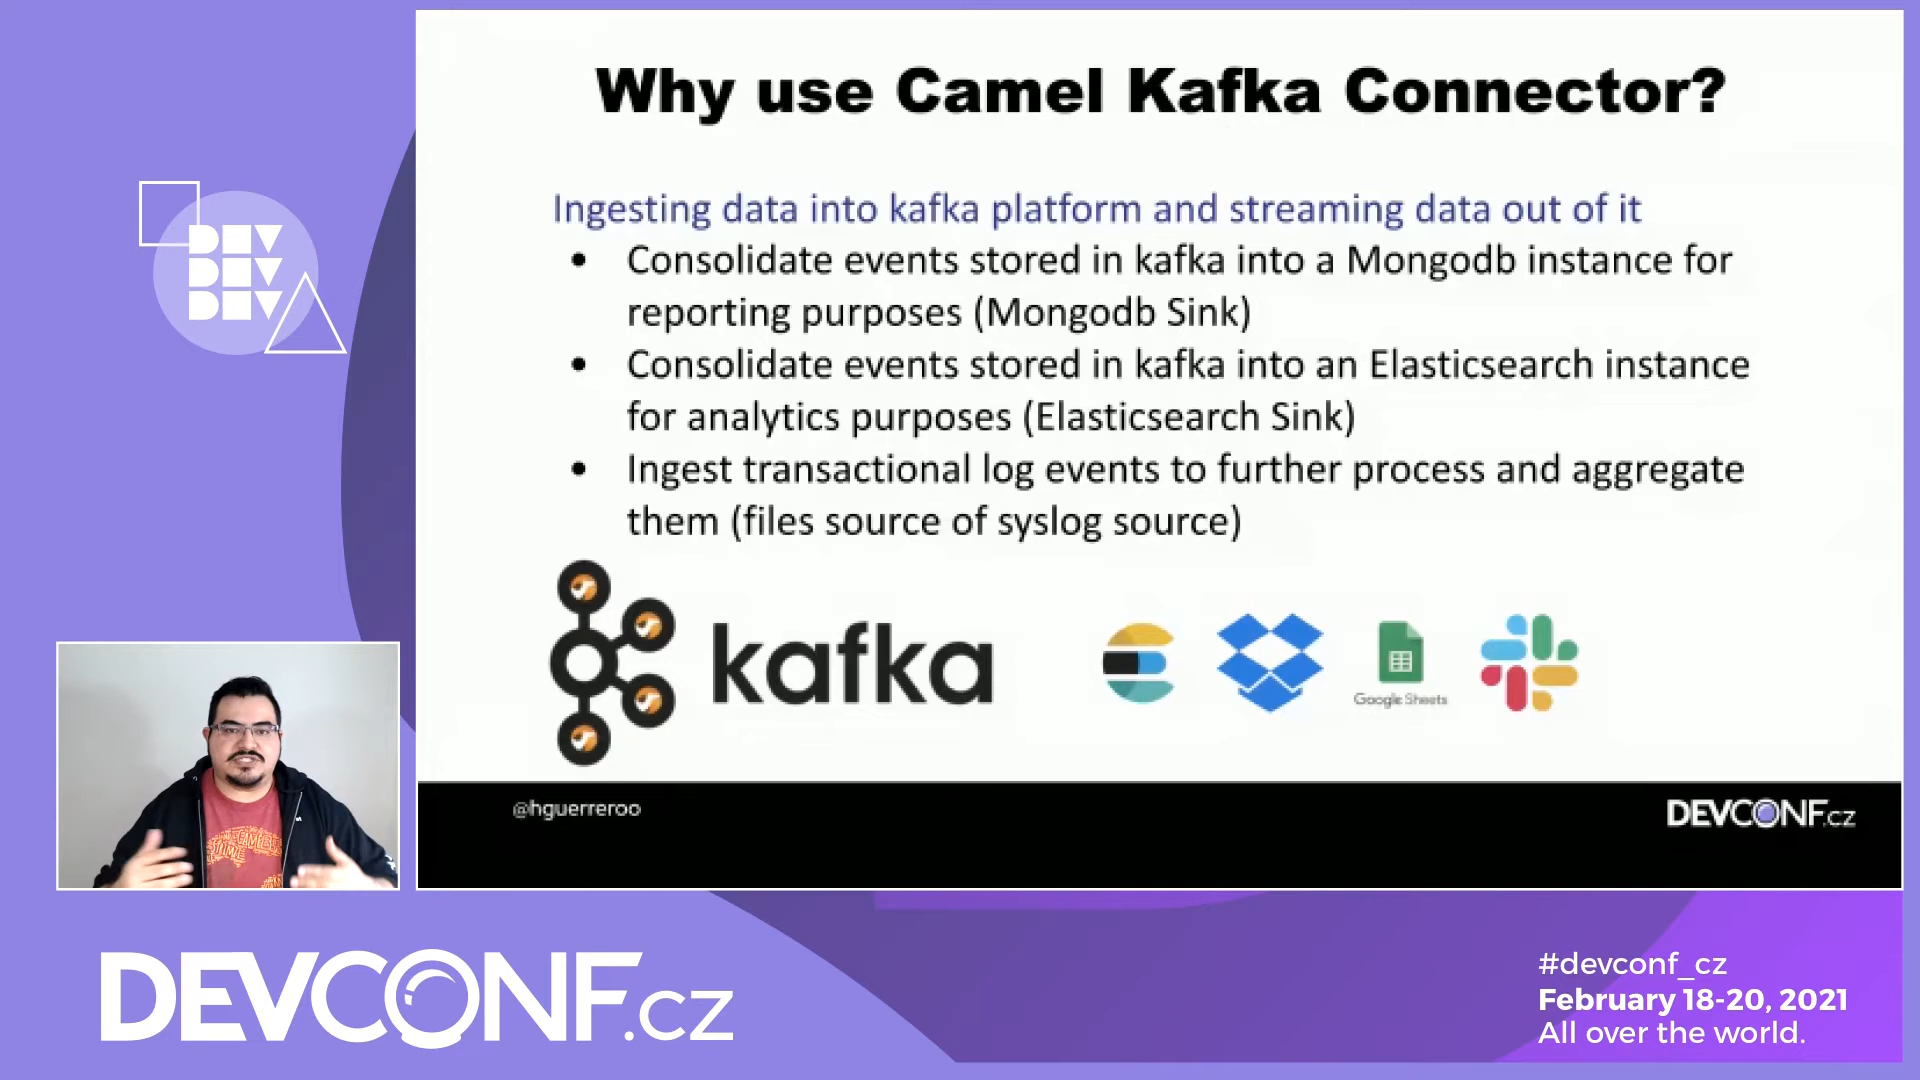 Why use Camel Kafka Connector?
Ingesting data into kafka platform and streaming data out of it
• Consolidate events stored in kafka into a Mongodb instance for
reporting purposes (Mongodb Sink)
• Consolidate events stored in kafka into an Elasticsearch instance
for analytics purposes (Elasticsearch Sink)
• Ingest transactional log events to further process and aggregate
them (files source of syslog source)
kafka
Google Sheets
@hguerreroo
DEVCONF.cz
DEV
DEV
DEV
DEVCONF.cz
#devconf_cz
February 18-20, 2021
All over the world.